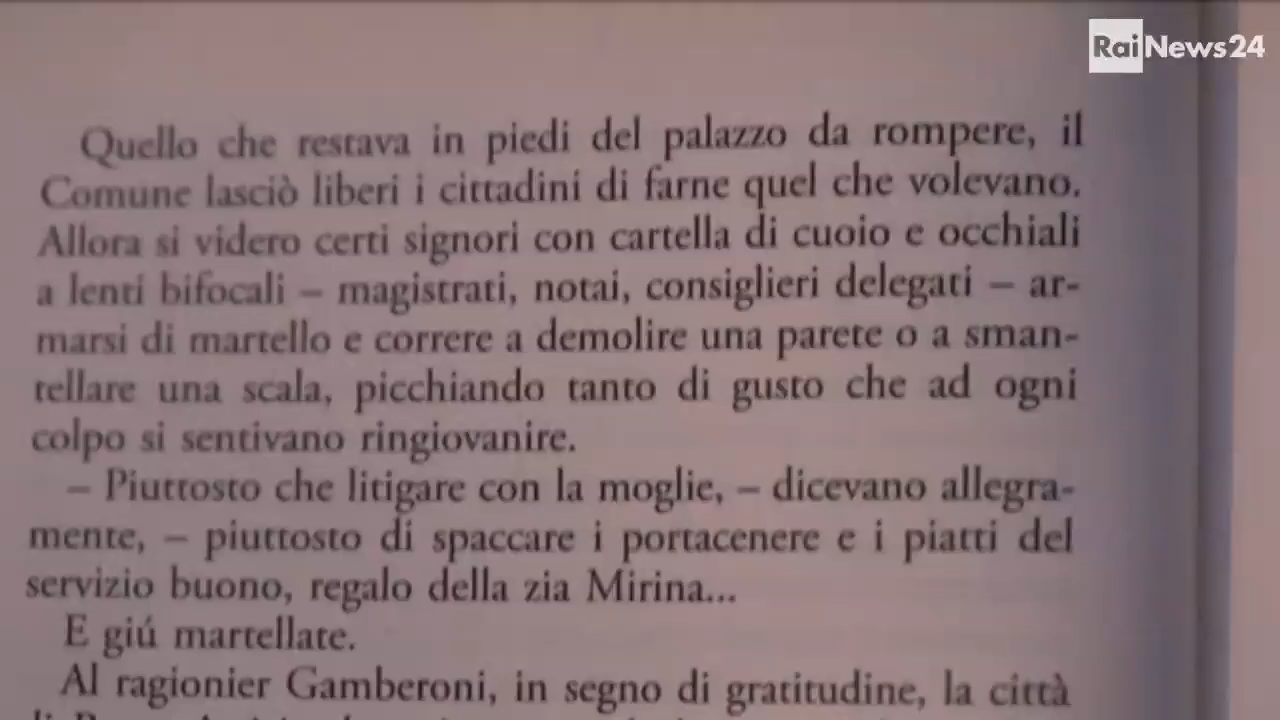 RaiNews24
Quello che restava in piedi del palazzo da rompere, il
Comune lasciò liberi i cittadini di farne quel che volevano.
Allora si videro certi signori con cartella di cuoio e occhiali
a lenti bifocali – magistrati, notai, consiglieri delegati – ar-
marsi di martello e correre a demolire una parete o a sman-
tellare una scala, picchiando tanto di gusto che ad ogni
colpo si sentivano ringiovanire.
– Piuttosto che litigare con la moglie, – dicevano allegra-
mente, – piuttosto di spaccare i portacenere e i piatti del
servizio buono, regalo della zia Mirina...
E giú martellate.
Al ragionier Gamberoni, in segno di gratitudine, la città